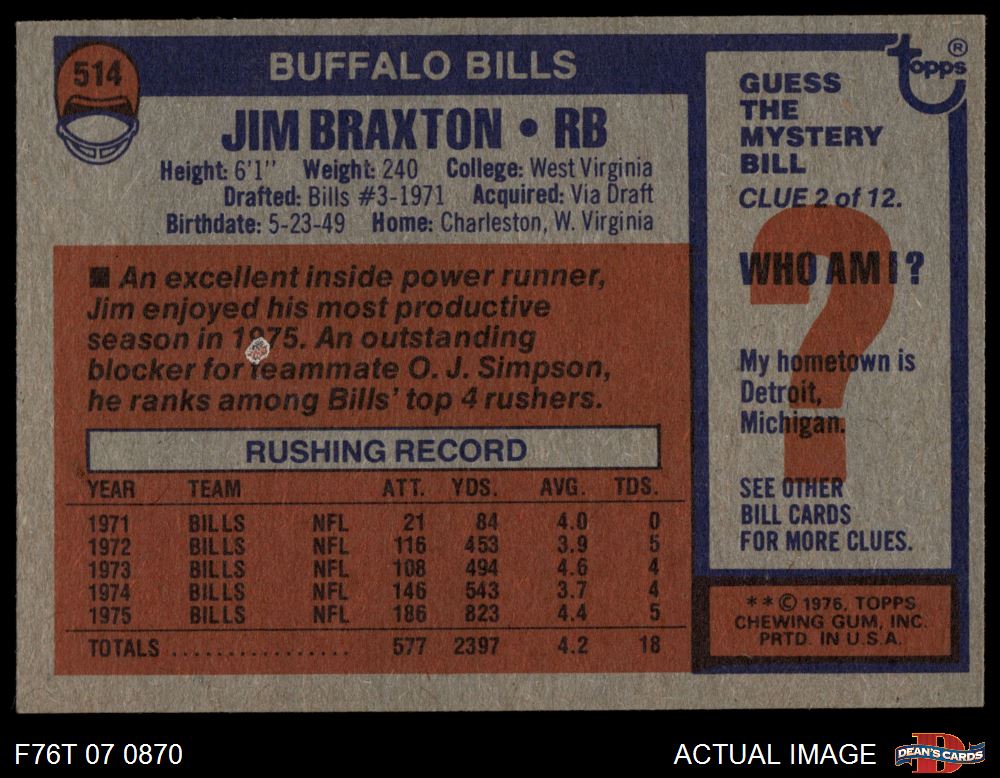 514
BUFFALO BILLS
JIM BRAXTON • RB
Height: 6'1" Weight: 240 College: West Virginia
Drafted: Bills #3-1971 Acquired: Via Draft
Birthdate: 5-23-49 Home: Charleston, W. Virginia
■ An excellent inside power runner,
Jim enjoyed his most productive
season in 1975. An outstanding
blocker for teammate O. J. Simpson,
he ranks among Bills' top 4 rushers.
RUSHING RECORD
YEAR TEAM ATT. YDS. AVG. TDS.
1971 BILLS NFL 21 84 4.0 0
1972 BILLS NFL 116 453 3.9 5
1973 BILLS NFL 108 494 4.6 4
1974 BILLS NFL 146 543 3.7 4
1975 BILLS NFL 186 823 4.4 5
TOTALS ................. 577 2397 4.2 18
topps ®
GUESS
THE
MYSTERY
BILL
CLUE 2 of 12.
WHO AM I?
?
My hometown is
Detroit,
Michigan.
SEE OTHER
BILL CARDS
FOR MORE CLUES.
** © 1976, TOPPS
CHEWING GUM, INC.
PRTD. IN U.S.A.
F76T 07 0870
ACTUAL IMAGE
D
DEAN'S CARDS